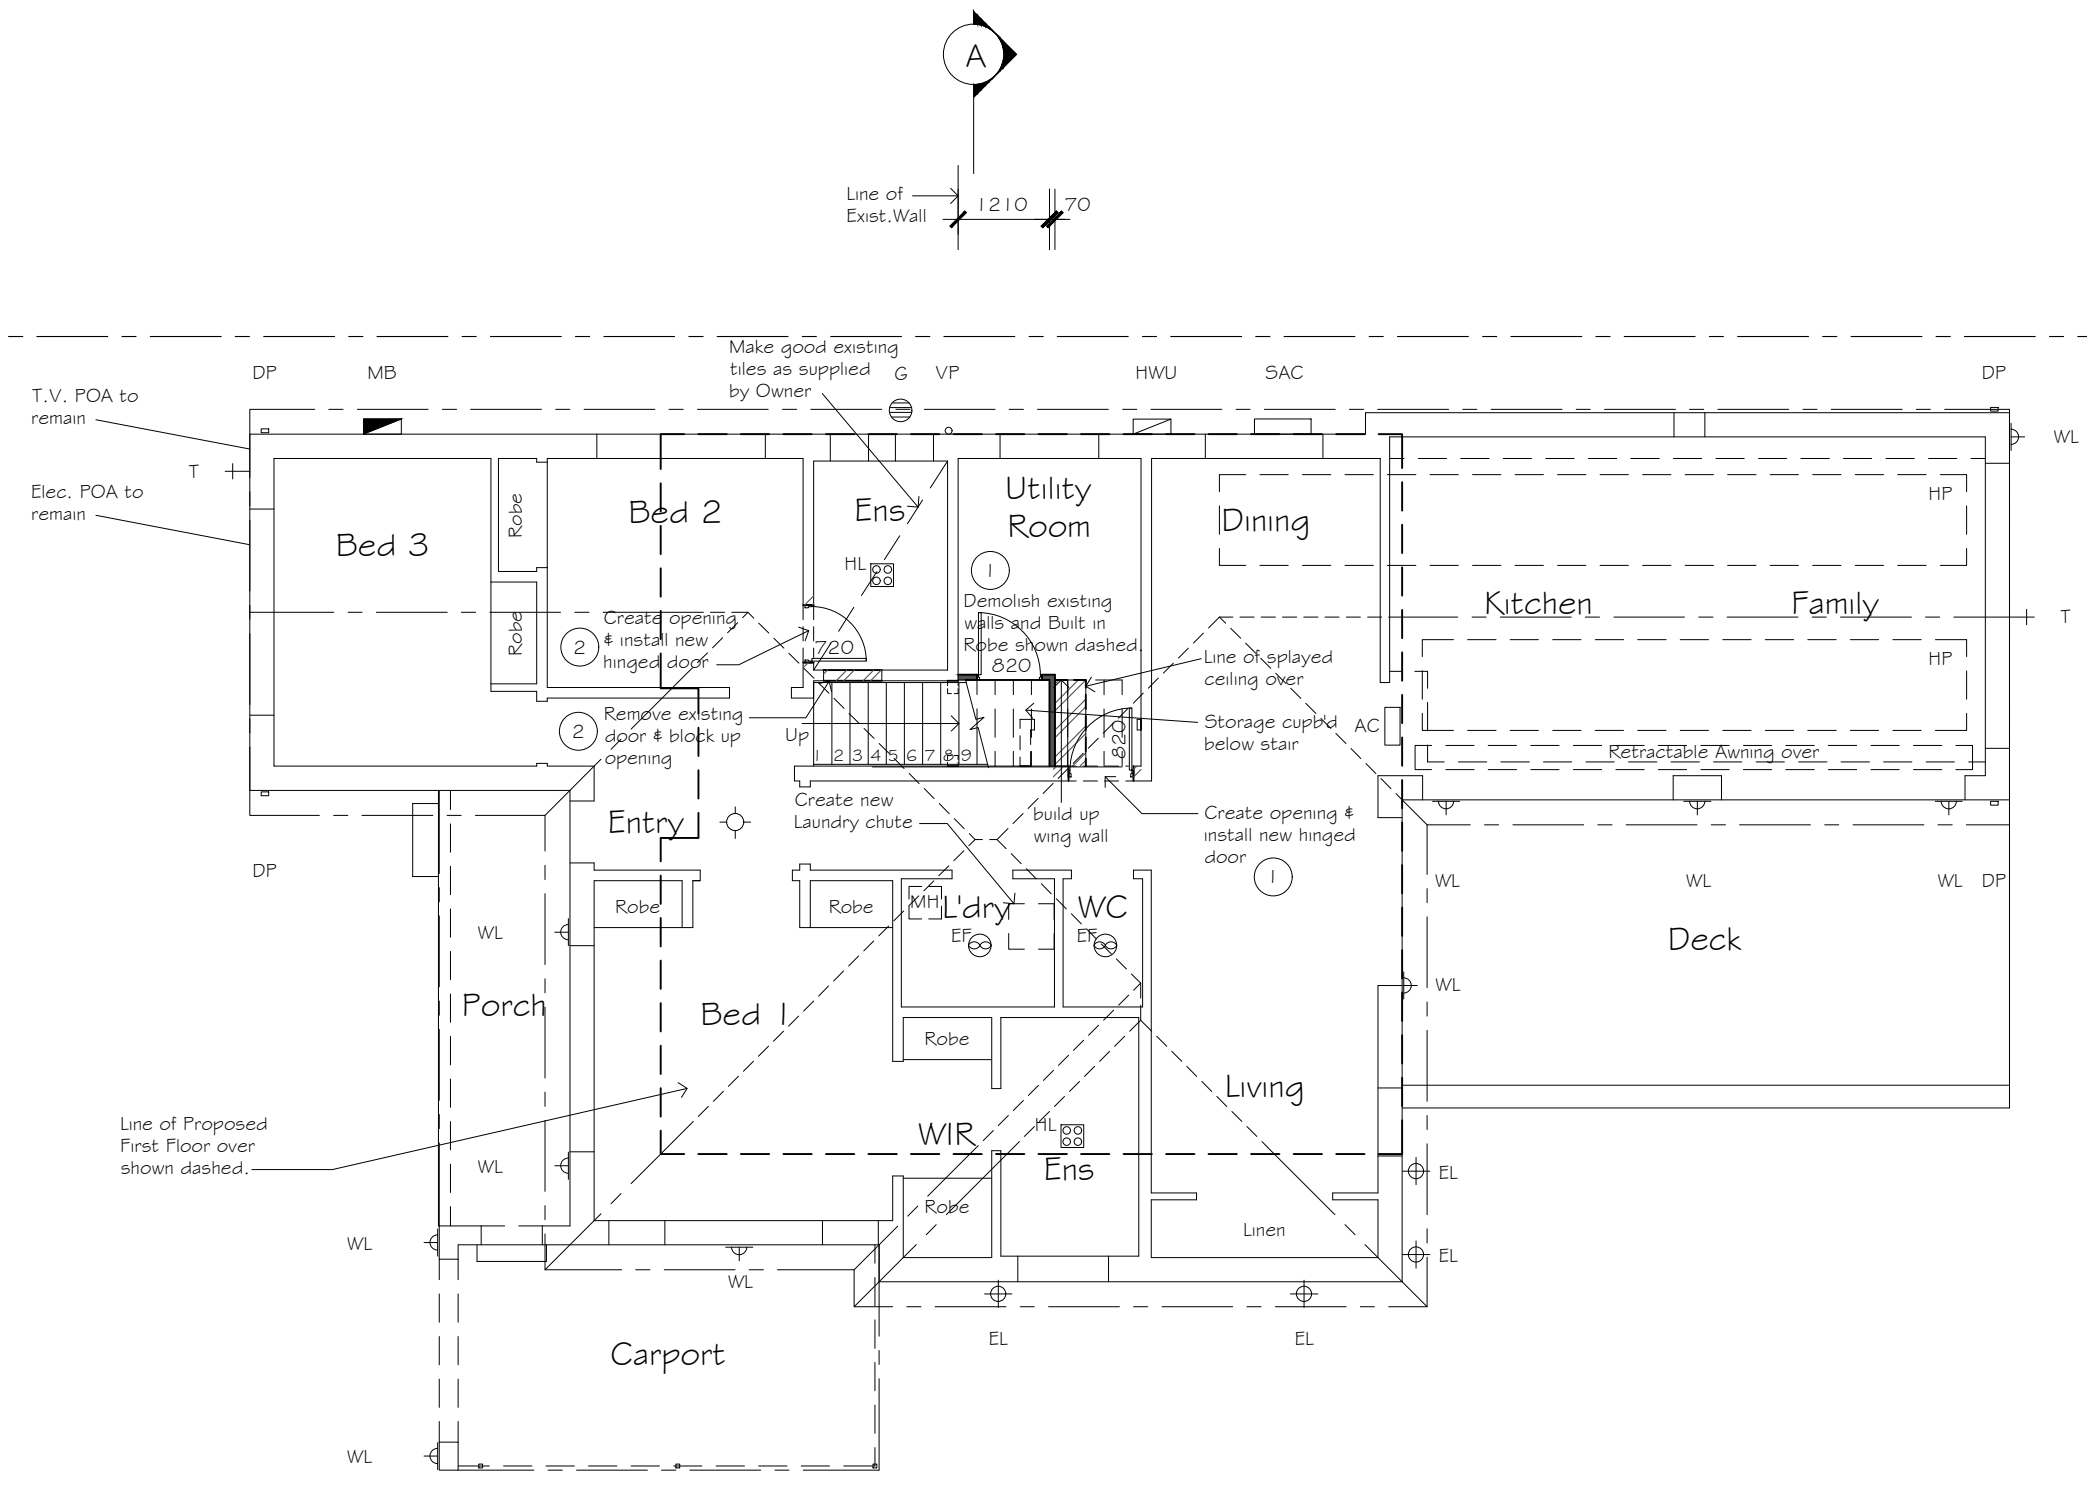 A
Line of
Exist.Wall
1210
70
Make good existing
tiles as supplied
by Owner
DP
MB
G
VP
HWU
SAC
DP
T.V. POA to
remain
WL
T
Elec. POA to
remain
Robe
Bed 2
Ens
Utility
Room
Dining
HP
Bed 3
HL
1
Demolish existing
walls and Built in
Robe shown dashed.
Kitchen
Family
T
Robe
2
Create opening
& install new
hinged door
720
820
Line of splayed
ceiling over
HP
2
Remove existing
door & block up
opening
Up
1 2 3 4 5 6 7 8 9
820
Storage cupb'd
below stair
AC
Retractable Awning over
Entry
Create new
Laundry chute
build up
wing wall
Create opening &
install new hinged
door
1
DP
WL
WL
WL
DP
Robe
Robe
MH
L'dry
EF
WC
EF
WL
Deck
WL
Porch
Bed 1
Robe
Living
Line of Proposed
First Floor over
shown dashed.
WIR
HL
Ens
WL
EL
Robe
Linen
WL
WL
EL
EL
EL
Carport
WL